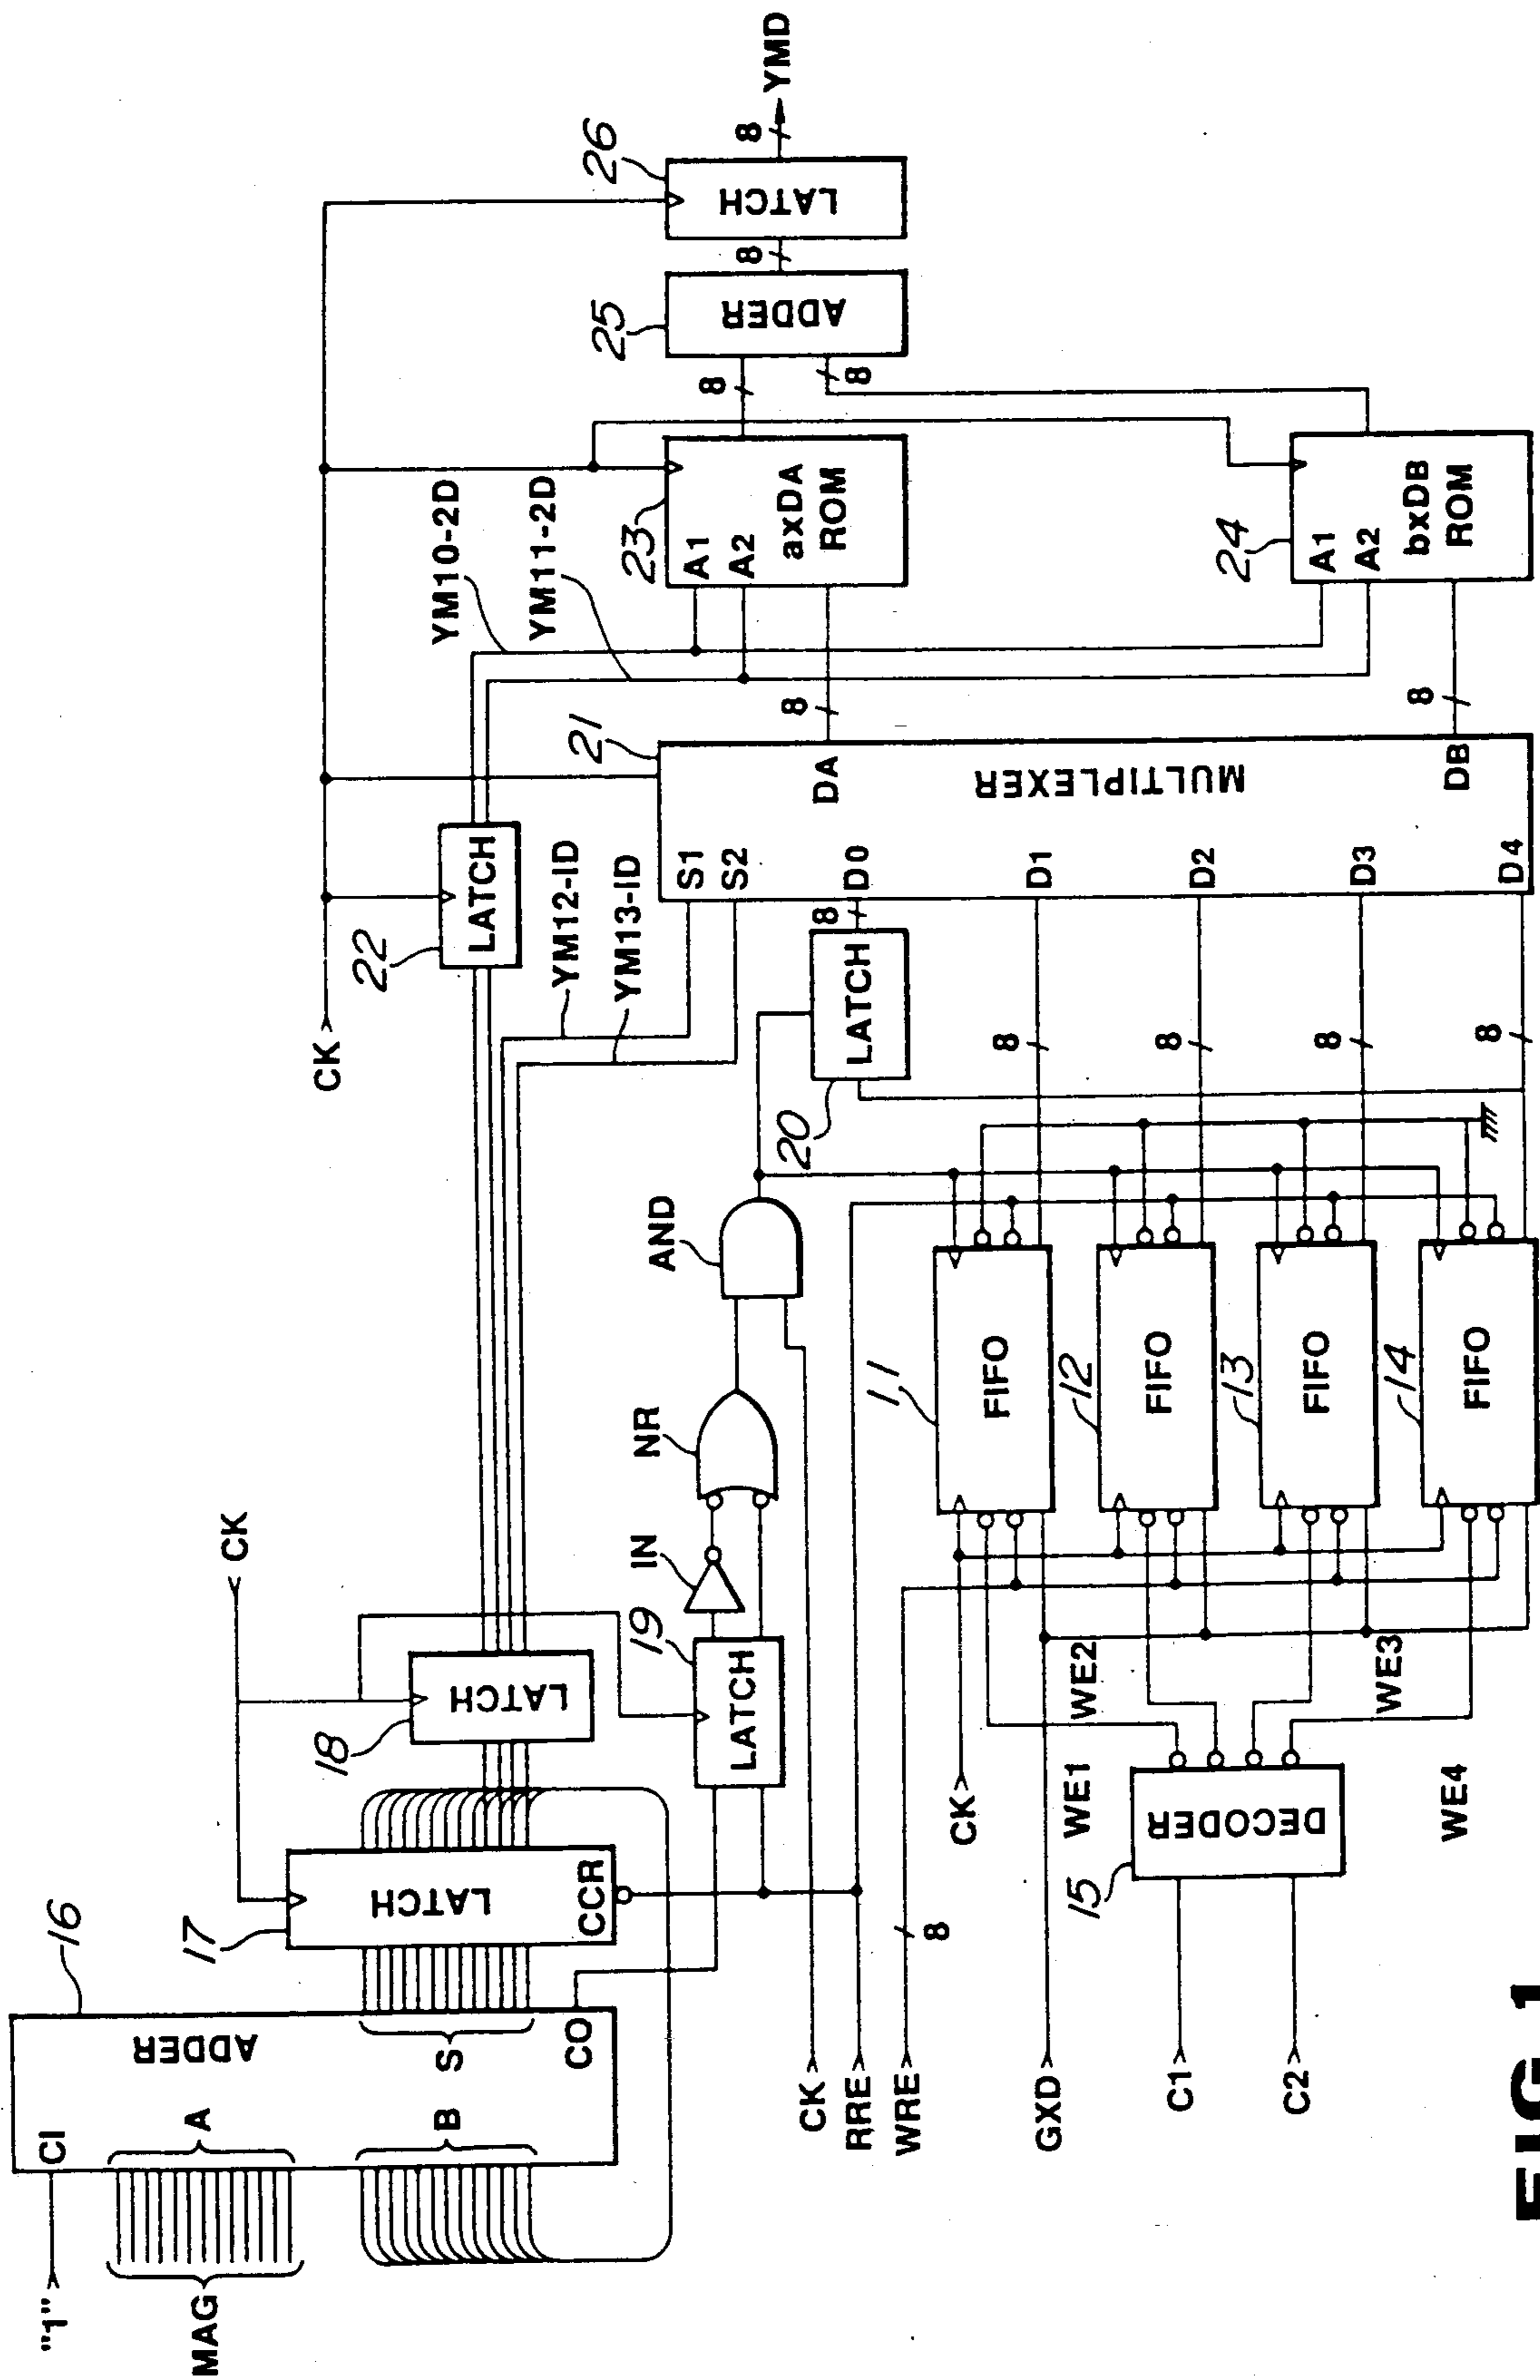 "1"
CI
MAG
A
B
ADDER
16
S
CO
17
LATCH
CCR
CK
18
LATCH
19
LATCH
IN
NR
AND
CK
22
LATCH
YM12-ID
YM13-ID
YM10-2D
YM11-2D
20
LATCH
8
21
S1
S2
D0
D1
D2
D3
D4
DA
DB
MULTIPLEXER
8
8
23
A1
A2
axDA
ROM
24
A1
A2
bxDB
ROM
8
8
25
ADDER
8
26
LATCH
8
YMD
CK
RRE
WRE
8
GXD
C1
C2
15
DECODER
WE1
WE2
WE3
WE4
CK
11
FIFO
12
FIFO
13
FIFO
14
FIFO
8
8
8
8
FIG.1